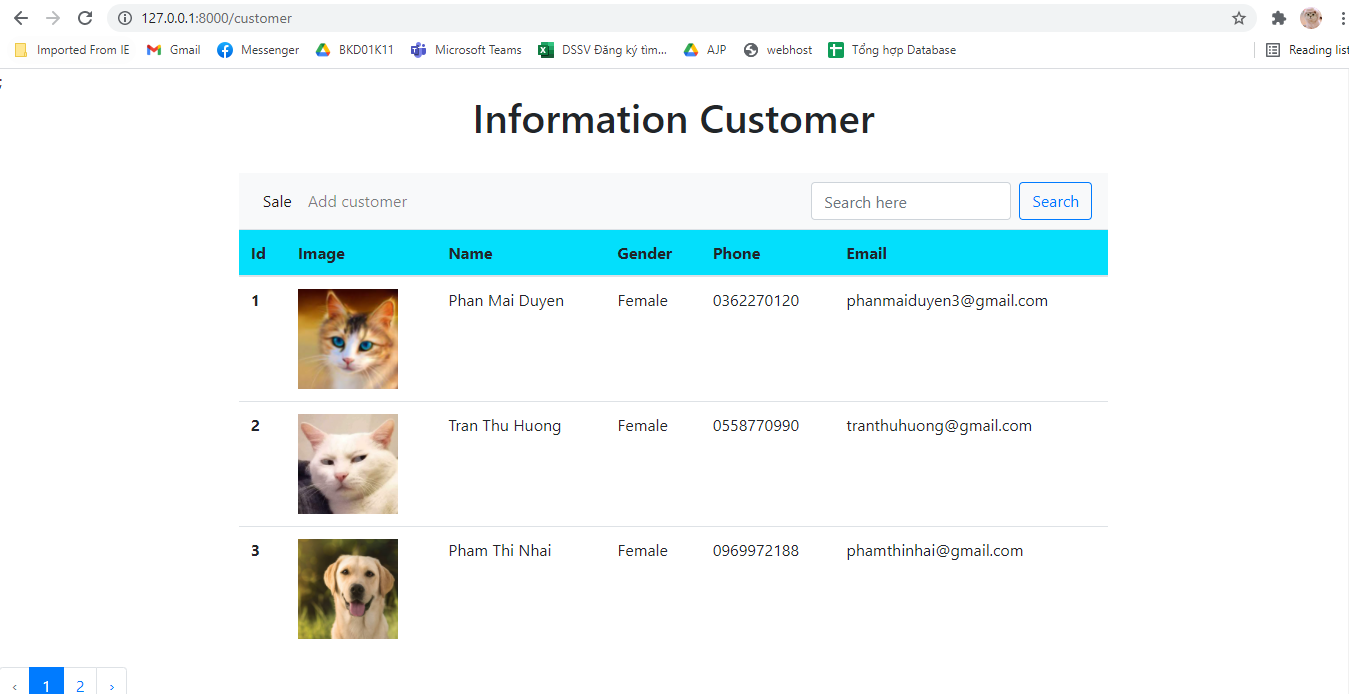 127.0.0.1:8000/customer
Imported From IE Gmail Messenger BKD01K11 Microsoft Teams DSSV Đăng ký tìm... AJP webhost Tổng hợp Database Reading list
;
Information Customer
Sale Add customer Search here Search
Id Image Name Gender Phone Email
1 Phan Mai Duyen Female 0362270120 phanmaiduyen3@gmail.com
2 Tran Thu Huong Female 0558770990 tranthuhuong@gmail.com
3 Pham Thi Nhai Female 0969972188 phamthinhai@gmail.com
‹ 1 2 ›